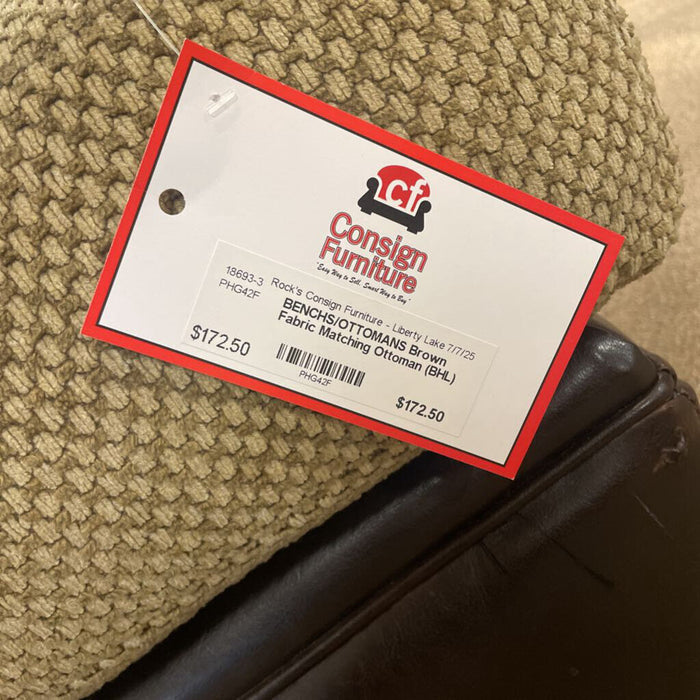 cf
Consign
Furniture
"Easy Way to Sell. Smart Way to Buy"
18693-3 Rock's Consign Furniture - Liberty Lake 7/7/25
PHG42F
BENCHS/OTTOMANS Brown
Fabric Matching Ottoman (BHL)
$172.50
PHG42F
$172.50